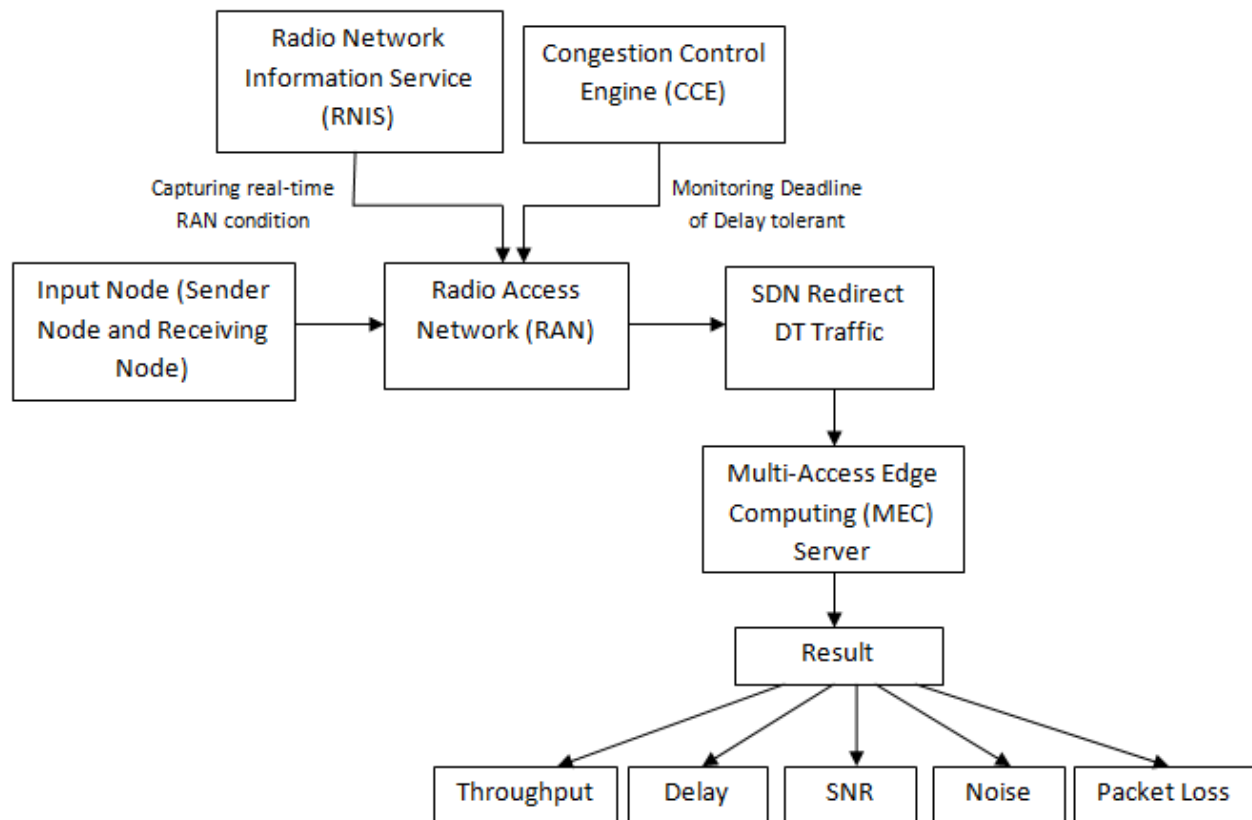 Radio Network
Information Service
(RNIS)
Congestion Control
Engine (CCE)
Capturing real-time
RAN condition
Monitoring Deadline
of Delay tolerant
Input Node (Sender
Node and Receiving
Node)
Radio Access
Network (RAN)
SDN Redirect
DT Traffic
Multi-Access Edge
Computing (MEC)
Server
Result
Throughput
Delay
SNR
Noise
Packet Loss